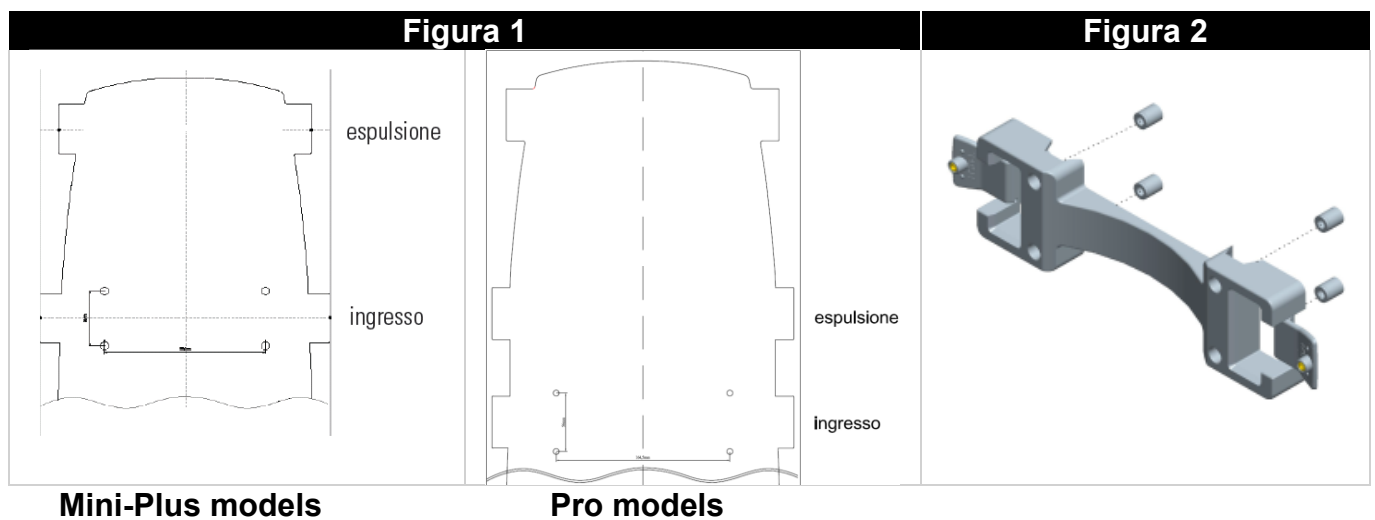 Figura 1
Figura 2
espulsione
ingresso
espulsione
ingresso
Mini-Plus models
Pro models